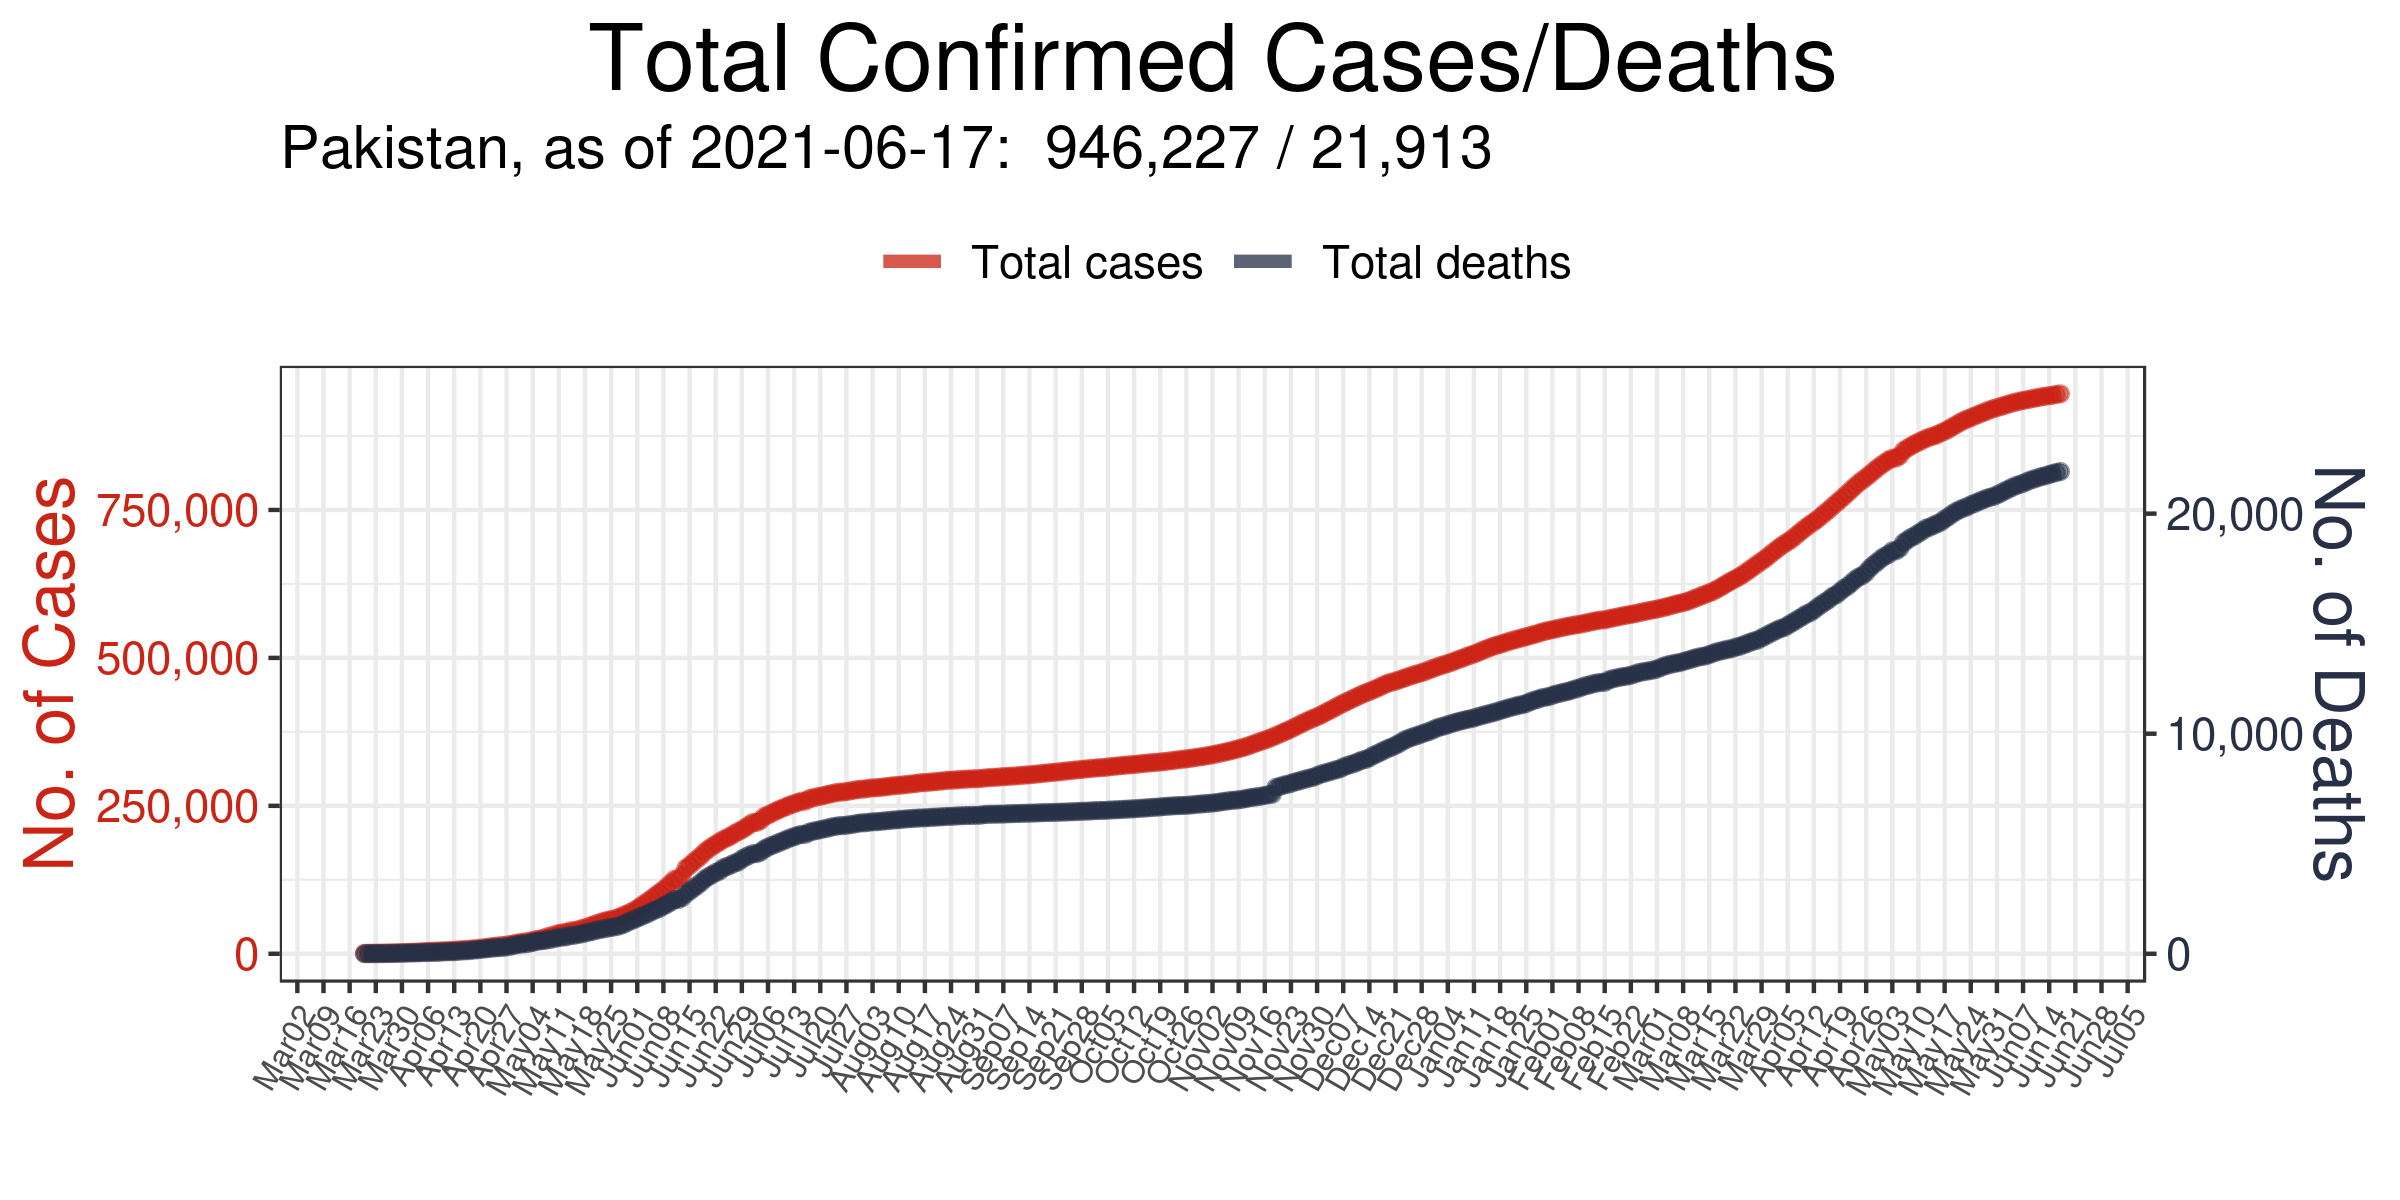 Total Confirmed Cases/Deaths
Pakistan, as of 2021-06-17: 946,227 / 21,913
Total cases
Total deaths
No. of Cases
750,000
500,000
250,000
0
20,000
10,000
0
No. of Deaths
Mar02
Mar09
Mar16
Mar23
Mar30
Apr06
Apr13
Apr20
Apr27
May04
May11
May18
May25
Jun01
Jun08
Jun15
Jun22
Jun29
Jul06
Jul13
Jul20
Jul27
Aug03
Aug10
Aug17
Aug24
Aug31
Sep07
Sep14
Sep21
Sep28
Oct05
Oct12
Oct19
Oct26
Nov02
Nov09
Nov16
Nov23
Nov30
Dec07
Dec14
Dec21
Dec28
Jan04
Jan11
Jan18
Jan25
Feb01
Feb08
Feb15
Feb22
Mar01
Mar08
Mar15
Mar22
Mar29
Apr05
Apr12
Apr19
Apr26
May03
May10
May17
May24
May31
Jun07
Jun14
Jun21
Jun28
Jul05